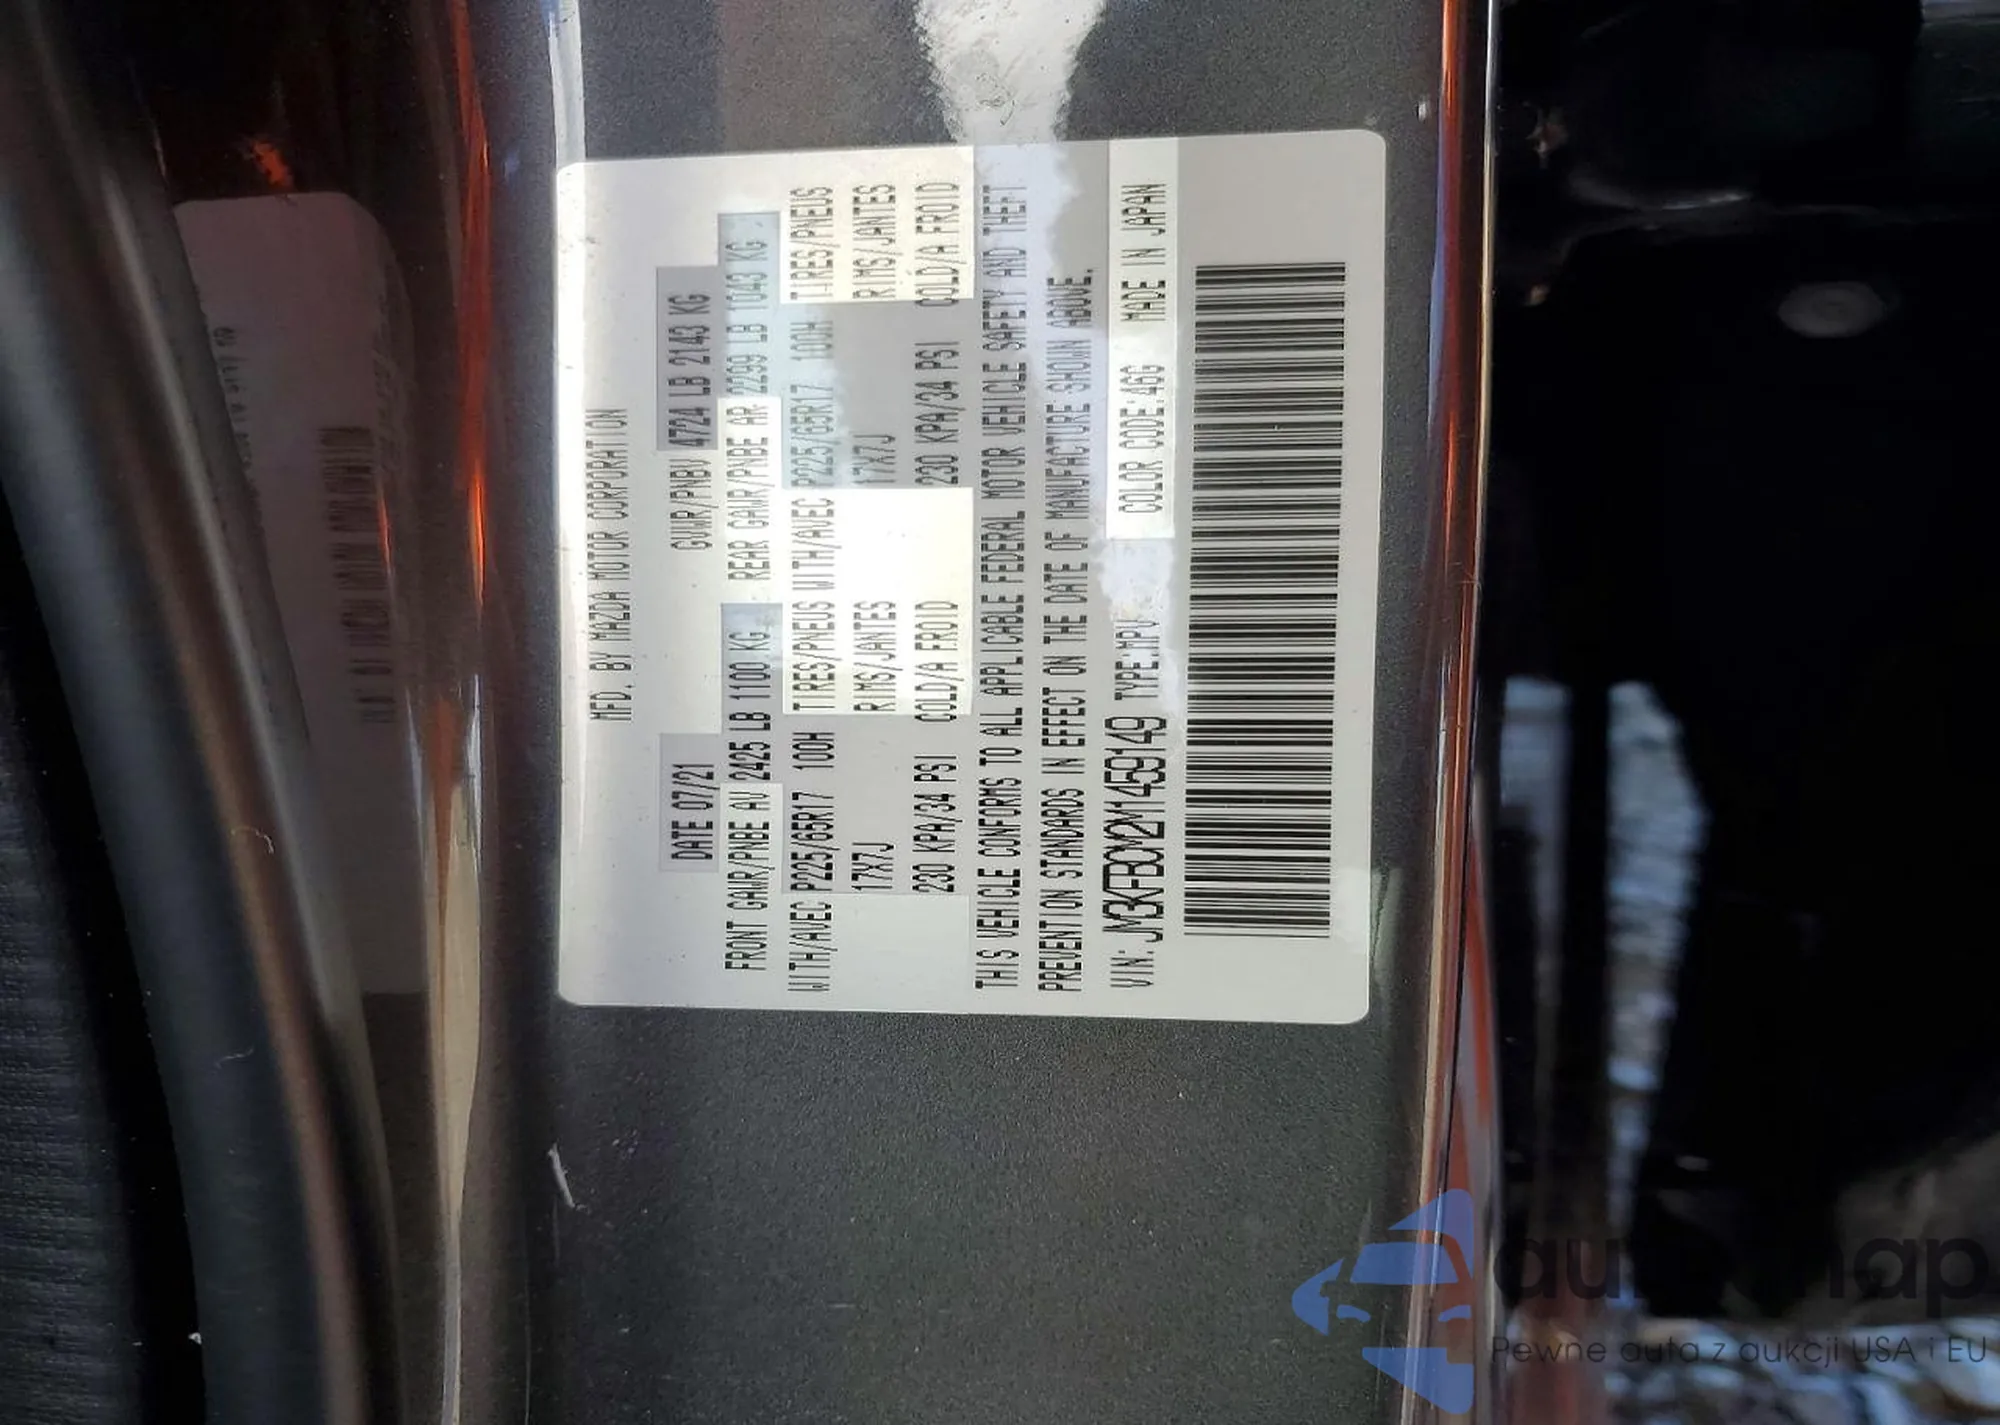 MFD. BY MAZDA MOTOR CORPORATION
DATE 07/21 GVWR/PNBV 4724 LB 2143 KG
FRONT GAWR/PNBE AV 2425 LB 1100 KG REAR GAWR/PNBE AR 2299 LB 1043 KG
WITH/AVEC P225/65R17 100H TIRES/PNEUS WITH/AVEC P225/65R17 100H TIRES/PNEUS
17X7J RIMS/JANTES 17X7J RIMS/JANTES
230 KPA/34 PSI COLD/A FROID 230 KPA/34 PSI COLD/A FROID
THIS VEHICLE CONFORMS TO ALL APPLICABLE FEDERAL MOTOR VEHICLE SAFETY AND THEFT
PREVENTION STANDARDS IN EFFECT ON THE DATE OF MANUFACTURE SHOWN ABOVE.
VIN: JM3KFBCM2M1459149 TYPE:MPV COLOR CODE:46G MADE IN JAPAN
automap
Pewne auta z aukcji USA i EU